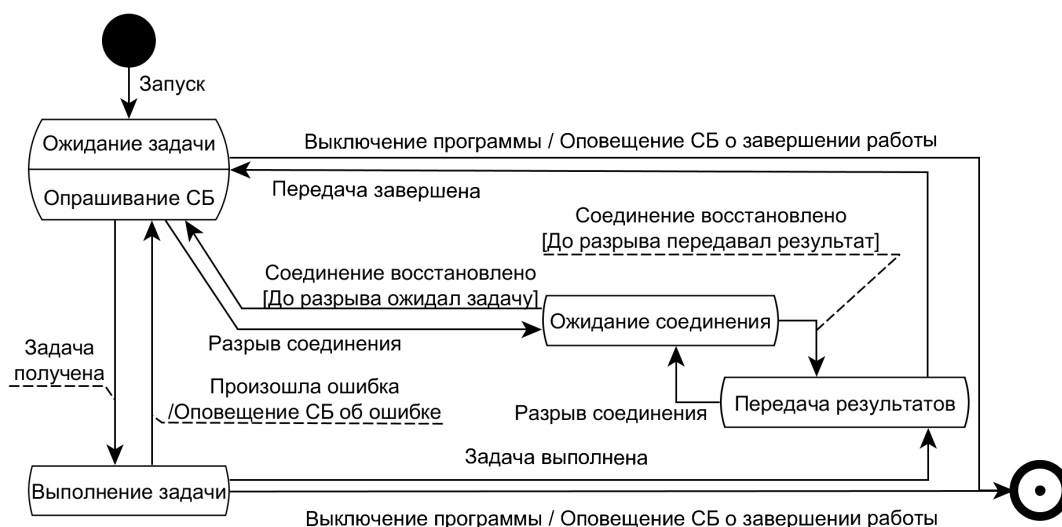 Запуск
Ожидание задачи
Опрашивание СБ
Выключение программы / Оповещение СБ о завершении работы
Передача завершена
Соединение восстановлено
[До разрыва передавал результат]
Соединение восстановлено
[До разрыва ожидал задачу]
Ожидание соединения
Разрыв соединения
Задача
получена
Произошла ошибка
/Оповещение СБ об ошибке
Разрыв соединения
Передача результатов
Задача выполнена
Выполнение задачи
Выключение программы / Оповещение СБ о завершении работы